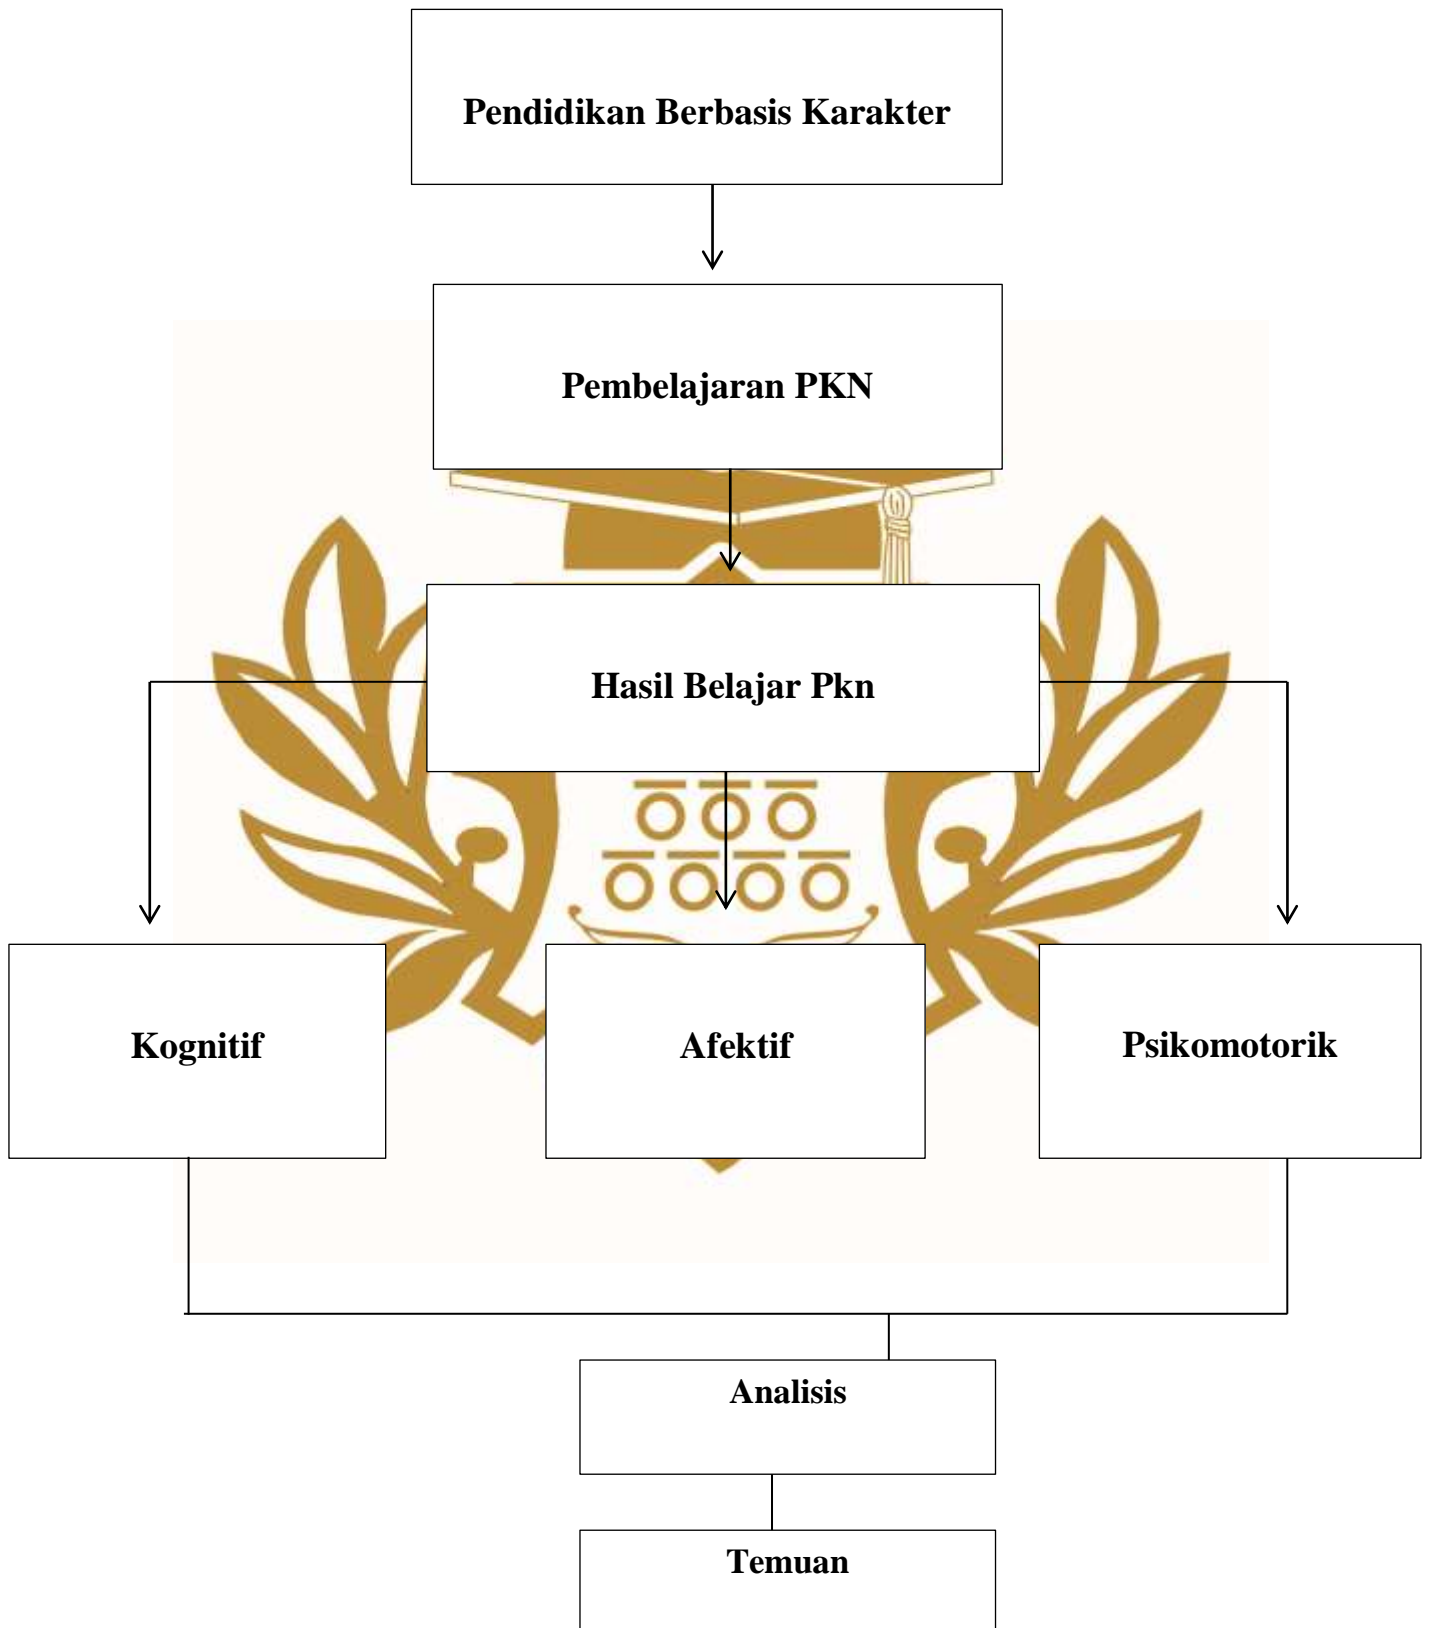 Pendidikan Berbasis Karakter
Pembelajaran PKN
Hasil Belajar Pkn
Kognitif
Afektif
Psikomotorik
Analisis
Temuan